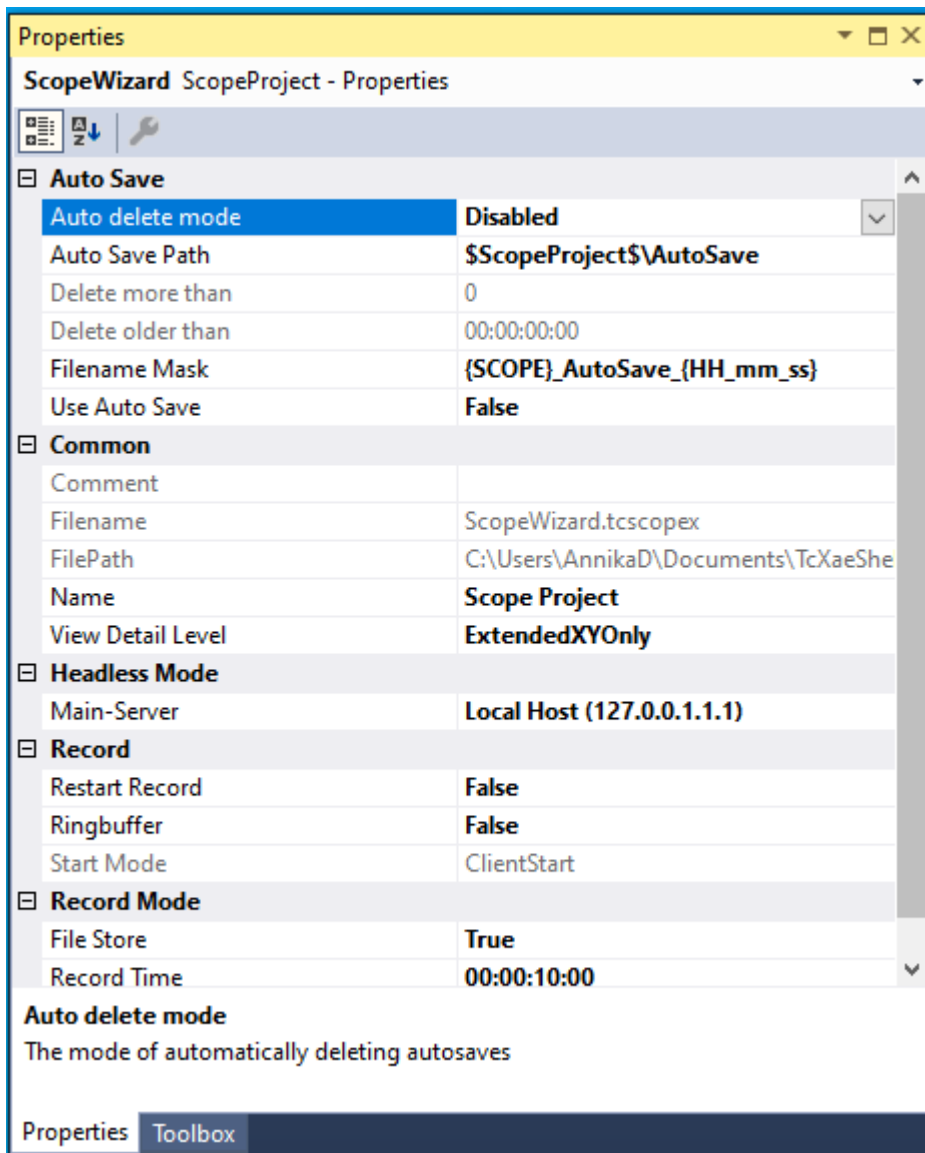 Properties
ScopeWizard ScopeProject - Properties
Auto Save
Auto delete mode Disabled
Auto Save Path $ScopeProject$\AutoSave
Delete more than 0
Delete older than 00:00:00:00
Filename Mask {SCOPE}_AutoSave_{HH_mm_ss}
Use Auto Save False
Common
Comment
Filename ScopeWizard.tcscopex
FilePath C:\Users\AnnikaD\Documents\TcXaeShe
Name Scope Project
View Detail Level ExtendedXYOnly
Headless Mode
Main-Server Local Host (127.0.0.1.1.1)
Record
Restart Record False
Ringbuffer False
Start Mode ClientStart
Record Mode
File Store True
Record Time 00:00:10:00
Auto delete mode
The mode of automatically deleting autosaves
Properties Toolbox